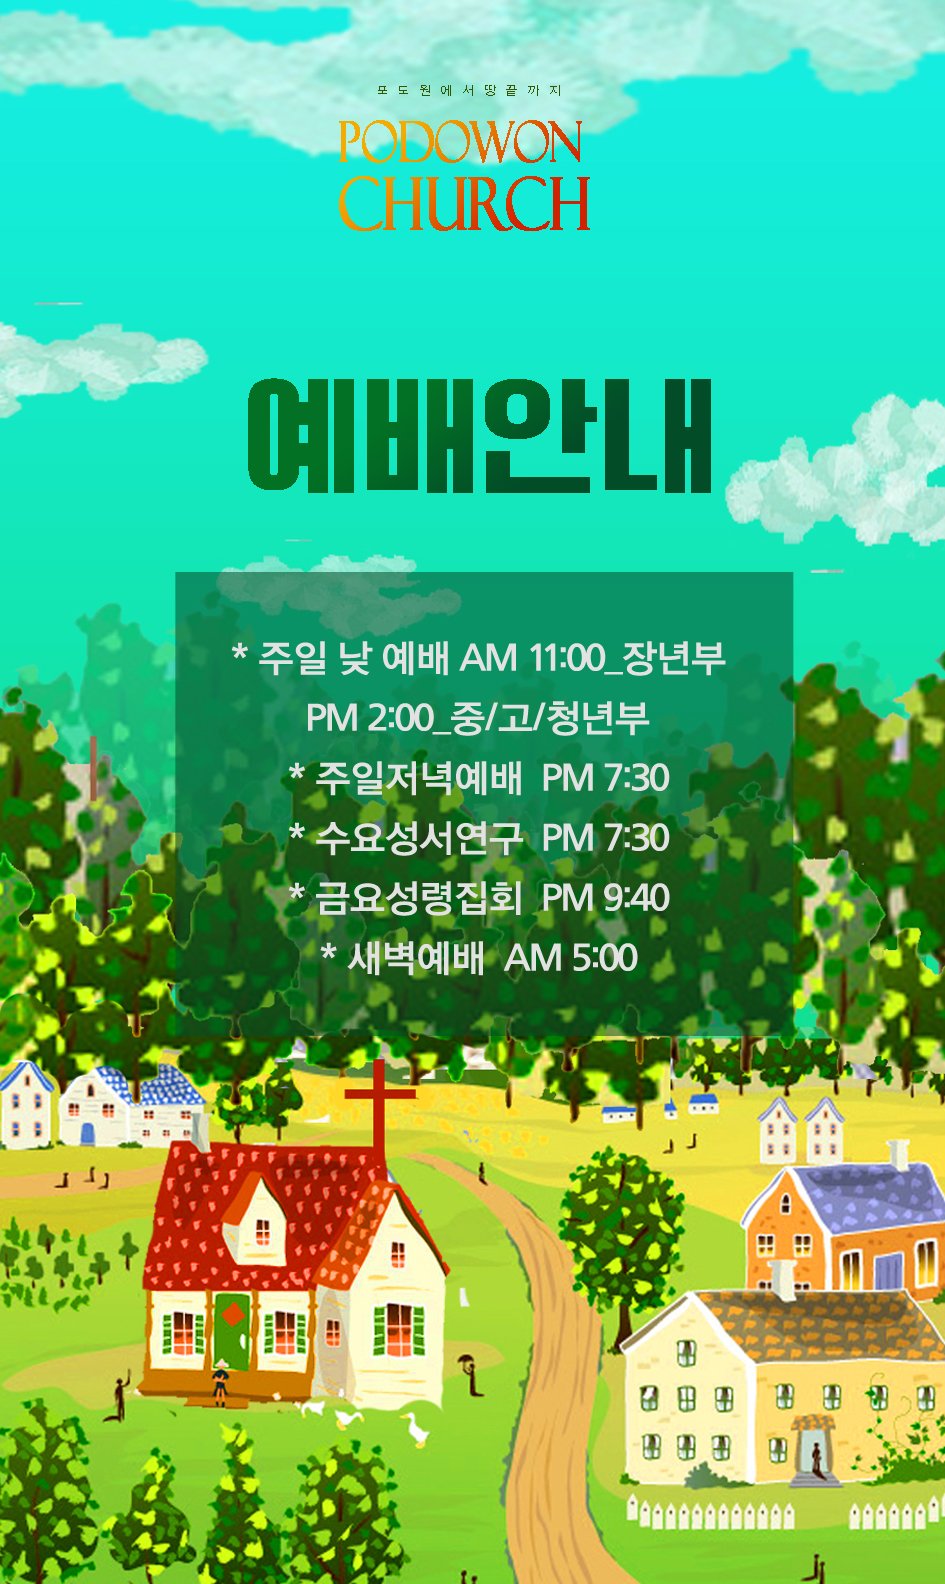 포도원에서땅끝까지
PODOWON
CHURCH
예배안내
* 주일 낮 예배 AM 11:00_장년부
PM 2:00_중/고/청년부
* 주일저녁예배 PM 7:30
* 수요성서연구 PM 7:30
* 금요성령집회 PM 9:40
* 새벽예배 AM 5:00